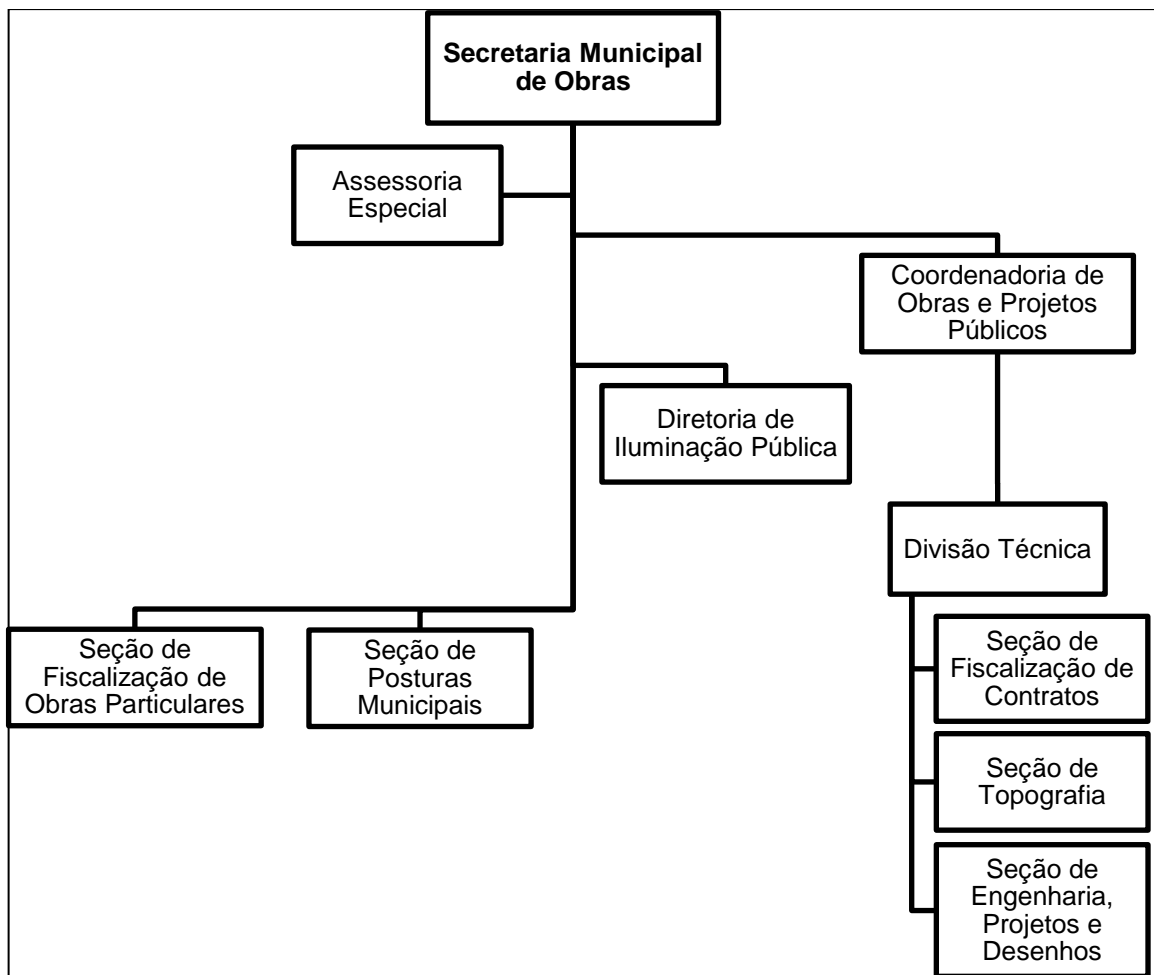 Secretaria Municipal
de Obras
Assessoria
Especial
Coordenadoria de
Obras e Projetos
Públicos
Diretoria de
Iluminação Pública
Divisão Técnica
Seção de
Fiscalização de
Obras Particulares
Seção de
Posturas
Municipais
Seção de
Fiscalização de
Contratos
Seção de
Topografia
Seção de
Engenharia,
Projetos e
Desenhos